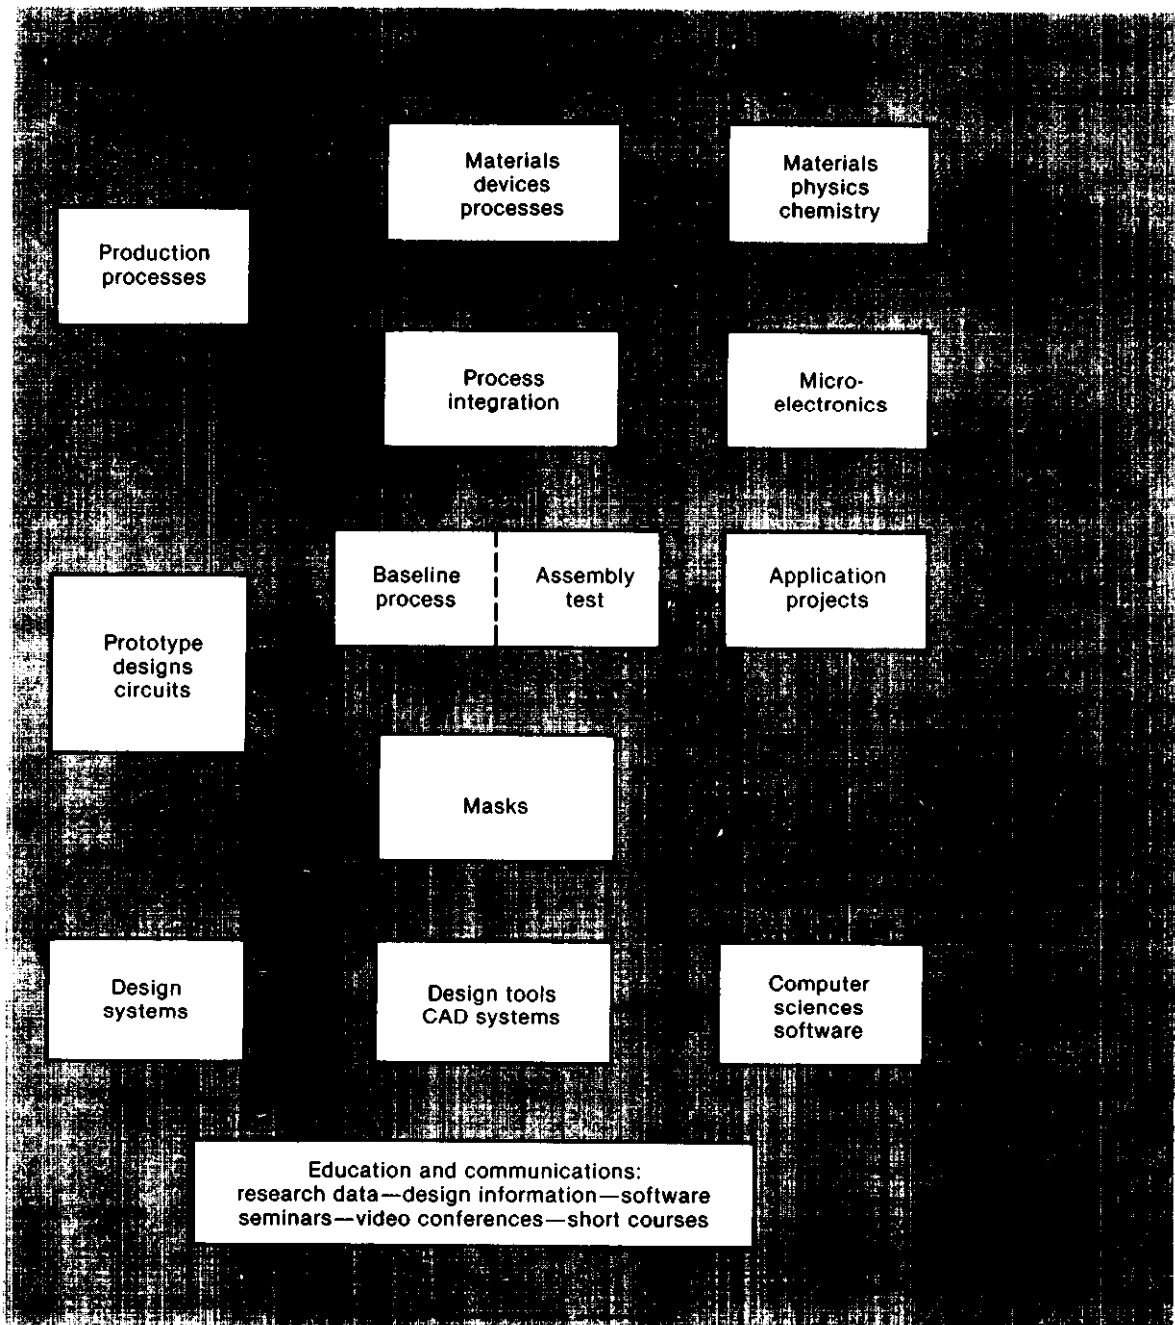 Materials
devices
processes
Materials
physics
chemistry
Production
processes
Process
integration
Micro-
electronics
Baseline
process
Assembly
test
Application
projects
Prototype
designs
circuits
Masks
Design
systems
Design tools
CAD systems
Computer
sciences
software
Education and communications:
research data—design information—software
seminars—video conferences—short courses